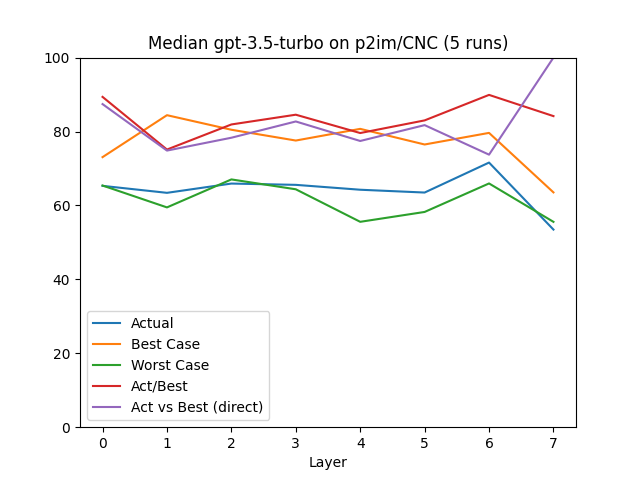 Median gpt-3.5-turbo on p2im/CNC (5 runs)
100
80
60
40
20
0
Actual
Best Case
Worst Case
Act/Best
Act vs Best (direct)
0 1 2 3 4 5 6 7
Layer